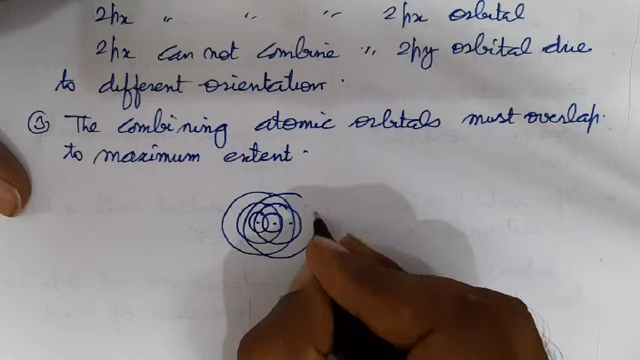 2px " " " 2px orbital
2px can not combine " 2py orbital due
to different orientation.
③ The combining atomic orbitals must overlap.
to maximum extent.